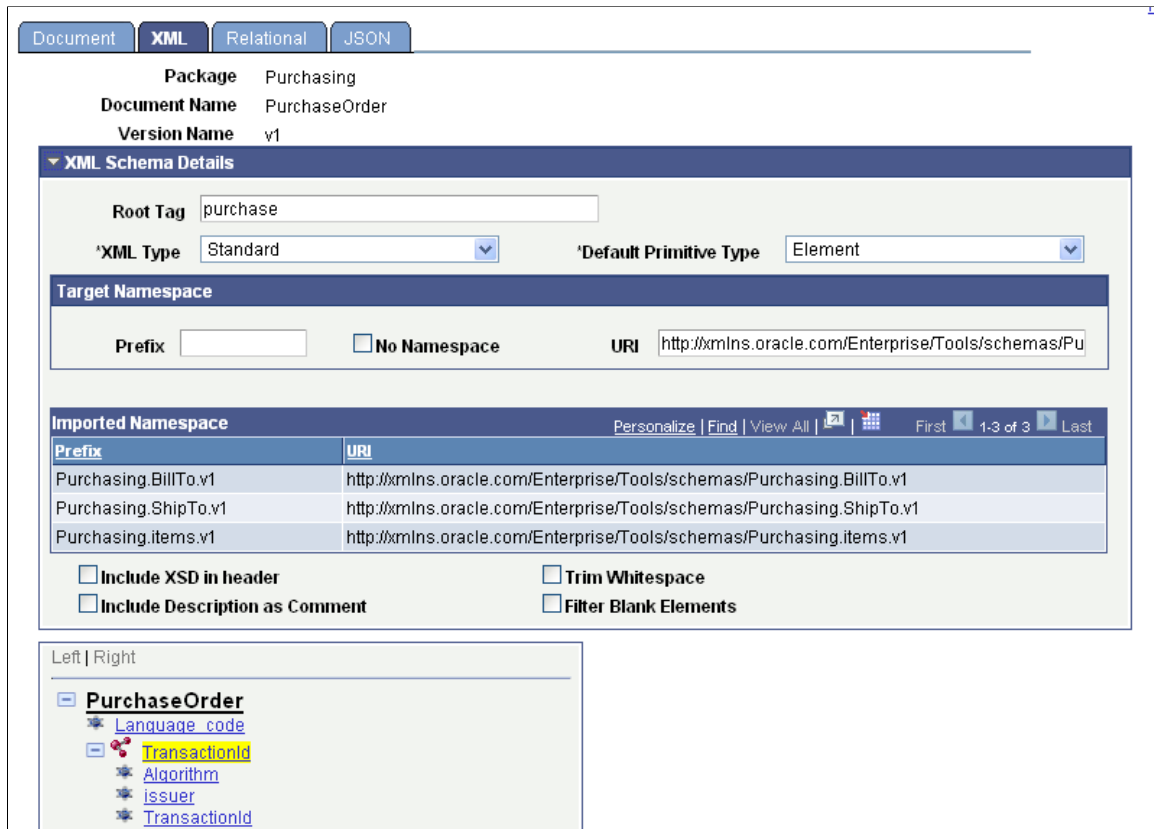 Document XML Relational JSON
Package Purchasing
Document Name PurchaseOrder
Version Name v1
XML Schema Details
Root Tag purchase
*XML Type Standard *Default Primitive Type Element
Target Namespace
Prefix No Namespace URI http://xmlns.oracle.com/Enterprise/Tools/schemas/Pu
Imported Namespace Personalize | Find | View All | | First 1-3 of 3 Last
Prefix URI
Purchasing.BillTo.v1 http://xmlns.oracle.com/Enterprise/Tools/schemas/Purchasing.BillTo.v1
Purchasing.ShipTo.v1 http://xmlns.oracle.com/Enterprise/Tools/schemas/Purchasing.ShipTo.v1
Purchasing.items.v1 http://xmlns.oracle.com/Enterprise/Tools/schemas/Purchasing.items.v1
Include XSD in header Trim Whitespace
Include Description as Comment Filter Blank Elements
Left | Right
PurchaseOrder
Language_code
TransactionId
Algorithm
issuer
TransactionId